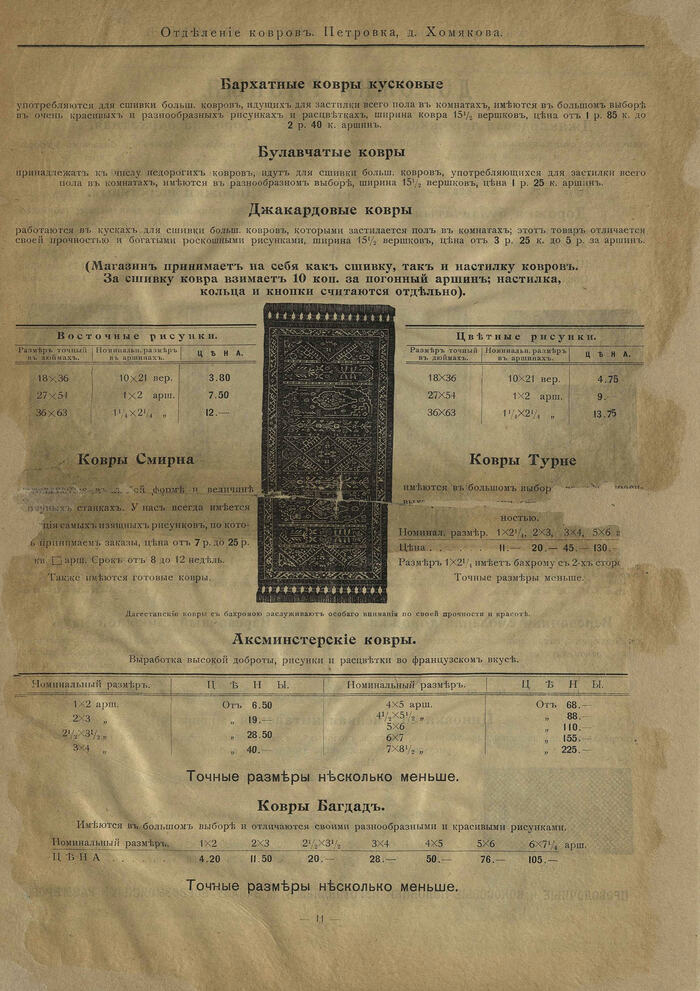 Отдѣленіе ковровъ. Петровка, д. Хомякова.
Бархатные ковры кусковые
употребляются для сшивки больш. ковровъ, идущихъ для застилки всего пола въ комнатахъ, имѣются въ большомъ выборѣ
въ очень красивыхъ и разнообразныхъ рисункахъ и расцвѣткахъ, ширина ковра 15½ вершковъ, цѣна отъ 1 р. 85 к. до
2 р. 40 к. аршинъ.
Булавчатые ковры
принадлежатъ къ числу недорогихъ ковровъ, идутъ для сшивки больш. ковровъ, употребляющихся для застилки всего
пола въ комнатахъ, имѣются въ разнообразномъ выборѣ, ширина 15½ вершковъ, цѣна 1 р. 25 к. аршинъ.
Джакардовые ковры
работаются въ кускахъ для сшивки больш. ковровъ, которыми застилается полъ въ комнатахъ; этотъ товаръ отличается
своей прочностью и богатыми роскошными рисунками, ширина 15½ вершковъ, цѣна отъ 3 р. 25 к. до 5 р. за аршинъ.
(Магазинъ принимаетъ на себя какъ сшивку, такъ и настилку ковровъ.
За сшивку ковра взимаетъ 10 коп. за погонный аршинъ; настилка,
кольца и кнопки считаются отдѣльно).
Восточные рисунки.
Размѣръ точный въ дюймахъ. Номинальн. размѣръ въ аршинахъ. ЦѢНА.
18×36 10×21 вер. 3.80
27×54 1×2 арш. 7.50
36×63 1¼×2¼ „ 12.—
Цвѣтные рисунки.
Размѣръ точный въ дюймахъ. Номинальн. размѣръ въ аршинахъ. ЦѢНА.
18×36 10×21 вер. 4.75
27×54 1×2 арш. 9.-
36×63 1¼×2¼ „ 13.75
Ковры Смирна
формѣ и величинѣ
станкахъ. У насъ всегда имѣется
самыхъ изящныхъ рисунковъ, по кото-
принимаемъ заказы, цѣна отъ 7 р. до 25 р.
кв. □ арш. Срокъ отъ 8 до 12 недѣль.
Также имѣются готовые ковры.
Ковры Турне
имѣются въ большомъ выбор
ностью.
Номинал. размѣр. 1×2¼, 2×3, 3×4, 5×6
Цѣна . . . . . 11.— 20.— 45.— 130.—
Размѣръ 1×2¼ имѣетъ бахрому съ 2-хъ сторо
Точные размѣры меньше.
Дагестанскіе ковры съ бахромою заслуживаютъ особаго вниманія по своей прочности и красотѣ.
Аксминстерскіе ковры.
Выработка высокой доброты, рисунки и расцвѣтки во французскомъ вкусѣ.
Номинальный размѣръ. ЦѢНЫ. Номинальный размѣръ. ЦѢНЫ.
1×2 арш. Отъ 6.50 4×5 арш. Отъ 68.—
2×3 „ „ 19.— 4½×5½ „ „ 88.—
2½×3½ „ „ 28.50 5×6 „ 110.—
3×4 „ „ 40.— 6×7 „ 155.—
7×8½ „ „ 225.—
Точные размѣры нѣсколько меньше.
Ковры Багдадъ.
Имѣются въ большомъ выборѣ и отличаются своими разнообразными и красивыми рисунками.
Номинальный размѣръ. 1×2 2×3 2½×3½ 3×4 4×5 5×6 6×7¼ арш.
ЦѢНА . . . . 4.20 11.50 20.— 28.— 50.— 76.— 105.—
Точные размѣры нѣсколько меньше.
— 11 —